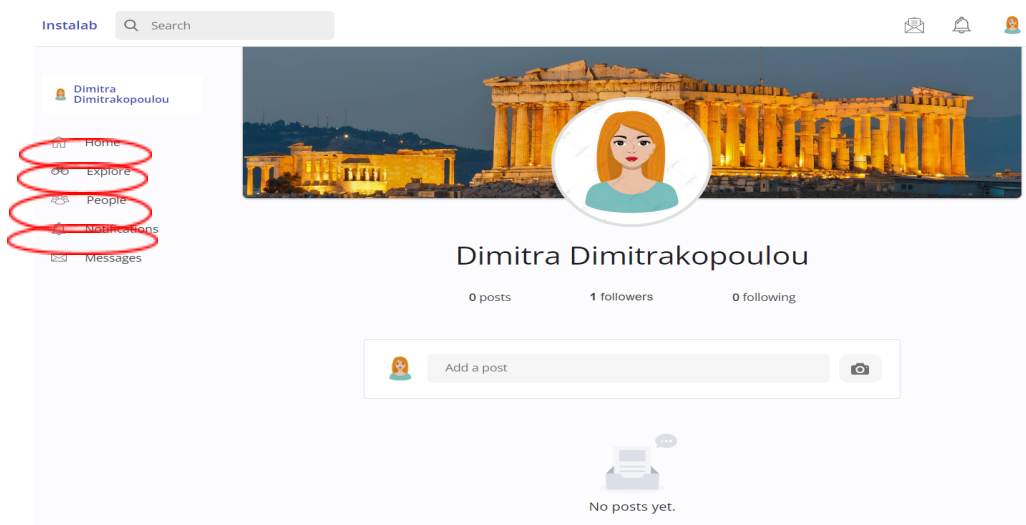 Instalab
Search
Dimitra
Dimitrakopoulou
Home
Explore
People
Notifications
Messages
Dimitra Dimitrakopoulou
0 posts 1 followers 0 following
Add a post
No posts yet.